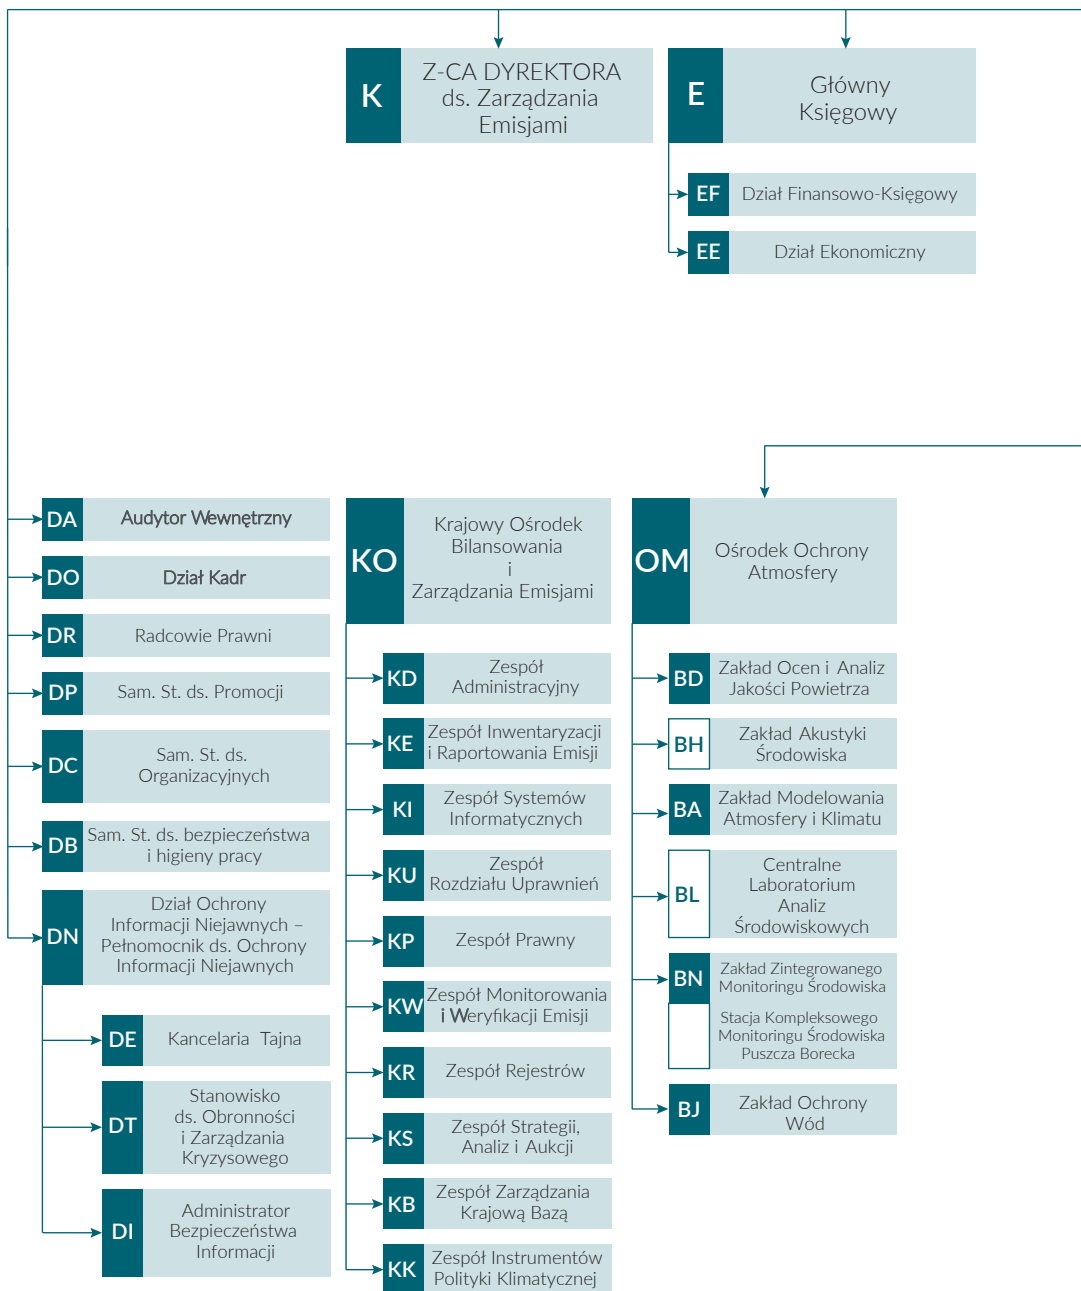 K
Z-CA DYREKTORA
ds. Zarządzania
Emisjami
E
Główny
Księgowy
EF
Dział Finansowo-Księgowy
EE
Dział Ekonomiczny
DA
Audytor Wewnętrzny
DO
Dział Kadr
DR
Radcowie Prawni
DP
Sam. St. ds. Promocji
DC
Sam. St. ds.
Organizacyjnych
DB
Sam. St. ds. bezpieczeństwa
i higieny pracy
DN
Dział Ochrony
Informacji Niejawnych –
Pełnomocnik ds. Ochrony
Informacji Niejawnych
DE
Kancelaria Tajna
DT
Stanowisko
ds. Obronności
i Zarządzania
Kryzysowego
DI
Administrator
Bezpieczeństwa
Informacji
KO
Krajowy Ośrodek
Bilansowania
i
Zarządzania Emisjami
KD
Zespół
Administracyjny
KE
Zespół Inwentaryzacji
i Raportowania Emisji
KI
Zespół Systemów
Informatycznych
KU
Zespół
Rozdziału Uprawnień
KP
Zespół Prawny
KW
Zespół Monitorowania
i Weryfikacji Emisji
KR
Zespół Rejestrów
KS
Zespół Strategii,
Analiz i Aukcji
KB
Zespół Zarządzania
Krajową Bazą
KK
Zespół Instrumentów
Polityki Klimatycznej
OM
Ośrodek Ochrony
Atmosfery
BD
Zakład Ocen i Analiz
Jakości Powietrza
BH
Zakład Akustyki
Środowiska
BA
Zakład Modelowania
Atmosfery i Klimatu
BL
Centralne
Laboratorium
Analiz
Środowiskowych
BN
Zakład Zintegrowanego
Monitoringu Środowiska
Stacja Kompleksowego
Monitoringu Środowiska
Puszcza Borecka
BJ
Zakład Ochrony
Wód